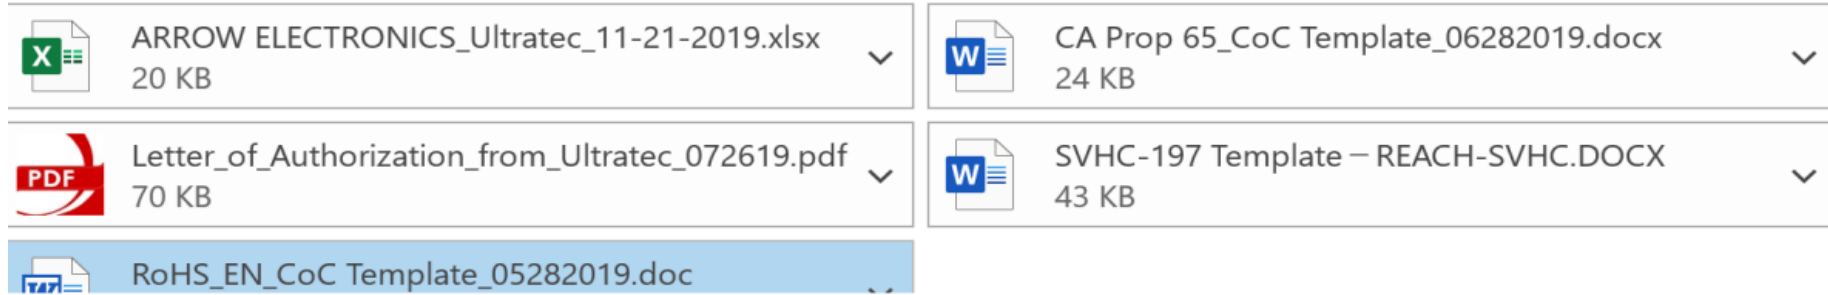 ARROW ELECTRONICS_Ultratec_11-21-2019.xlsx
20 KB
CA Prop 65_CoC Template_06282019.docx
24 KB
PDF
Letter_of_Authorization_from_Ultratec_072619.pdf
70 KB
SVHC-197 Template – REACH-SVHC.DOCX
43 KB
RoHS_EN_CoC Template_05282019.doc